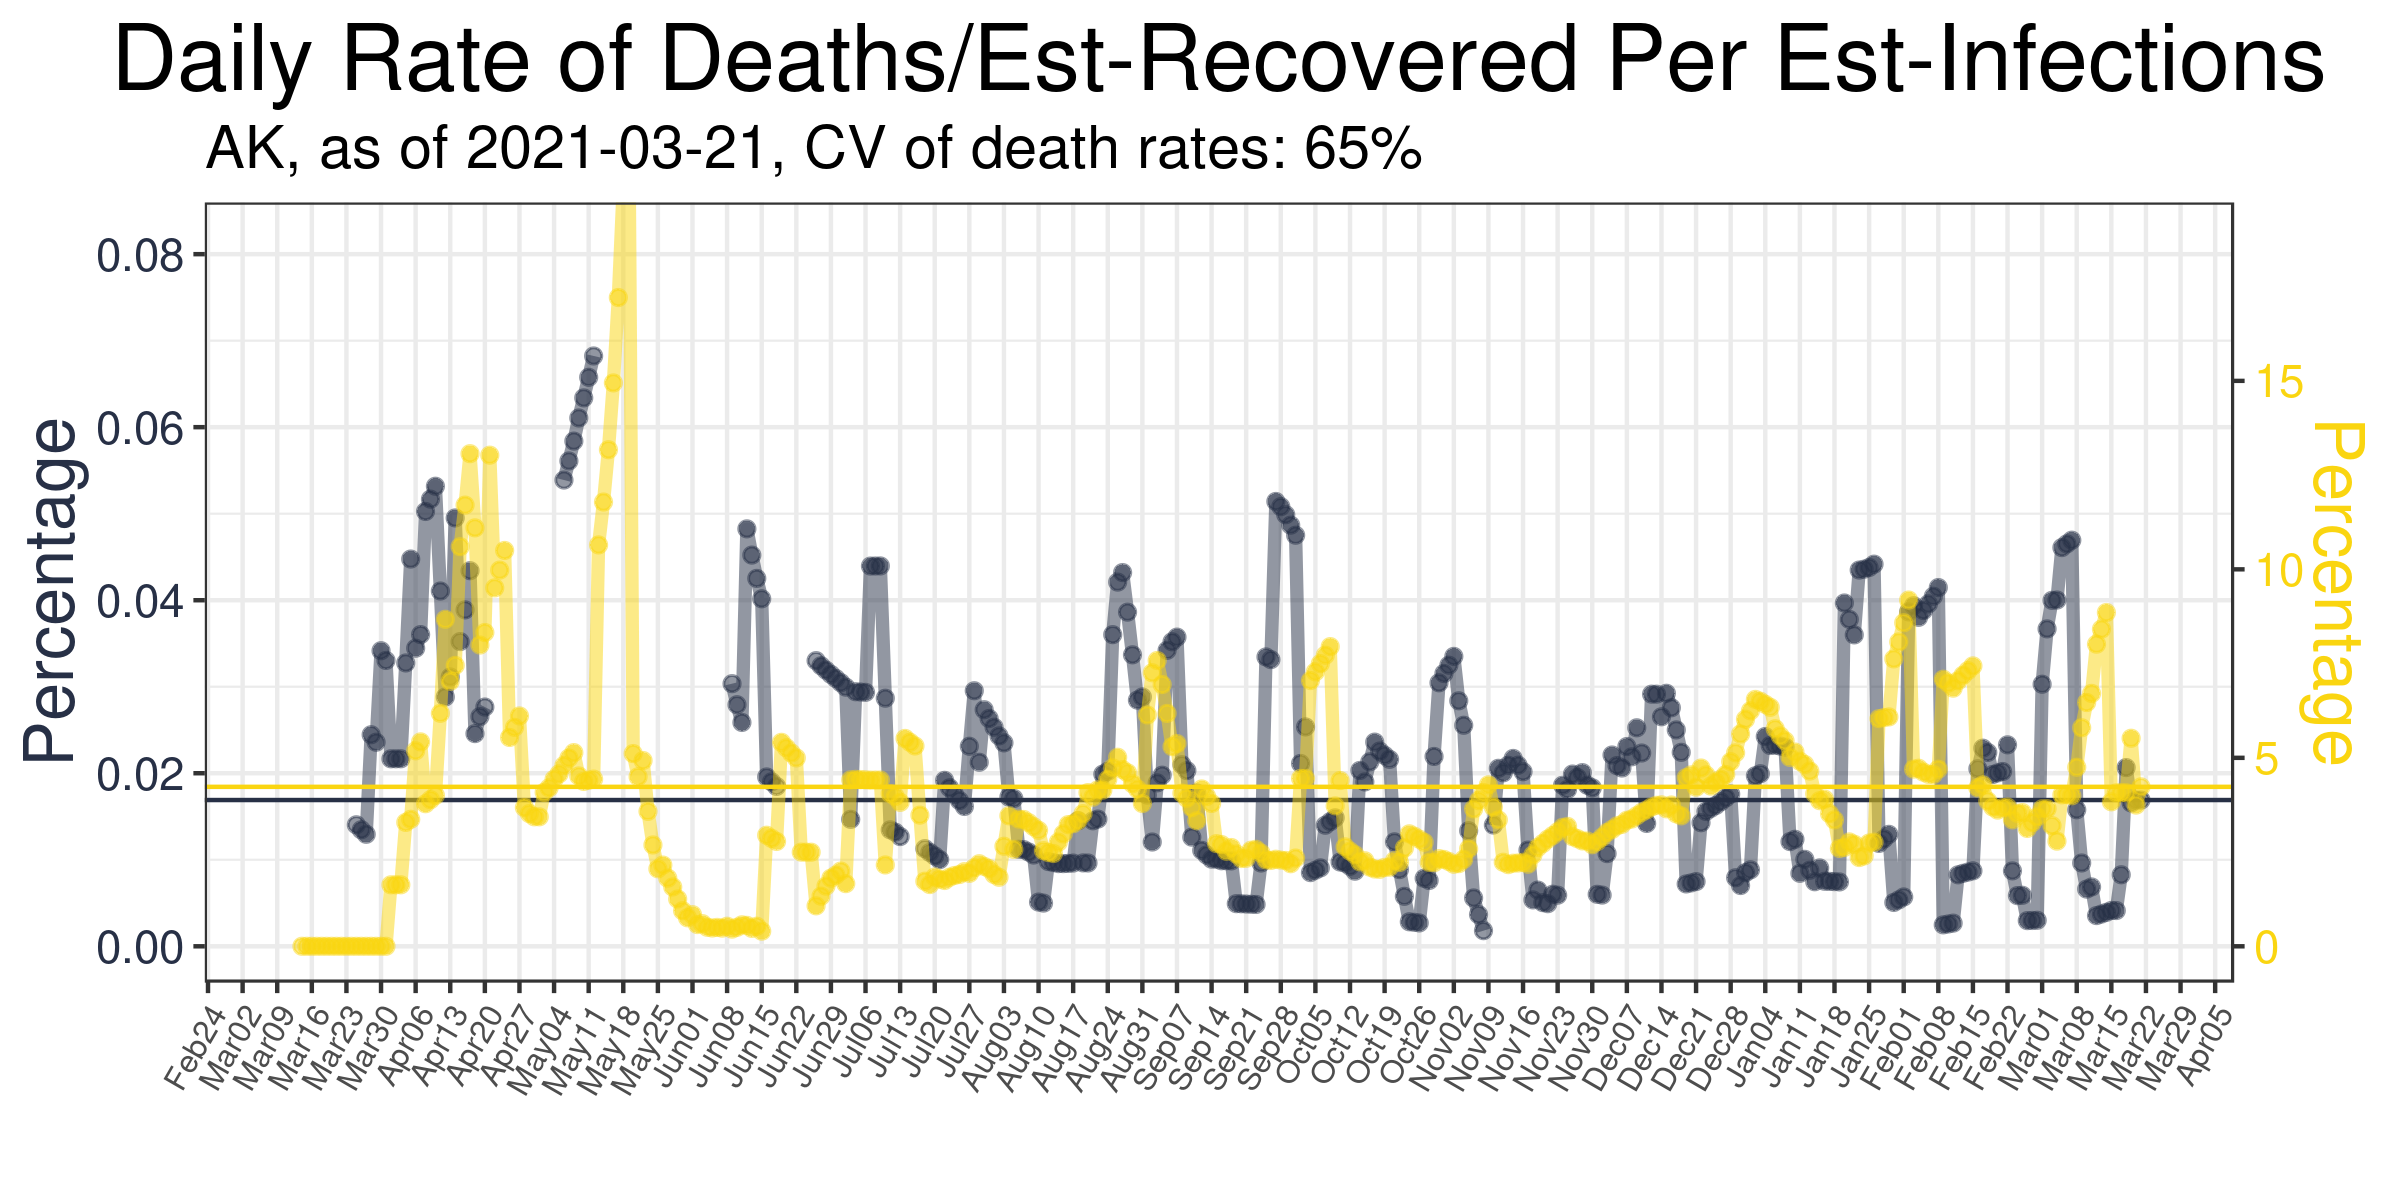 Daily Rate of Deaths/Est-Recovered Per Est-Infections
AK, as of 2021-03-21, CV of death rates: 65%
Percentage
0.08
0.06
0.04
0.02
0.00
15
10
5
0
Percentage
Feb24
Mar02
Mar09
Mar16
Mar23
Mar30
Apr06
Apr13
Apr20
Apr27
May04
May11
May18
May25
Jun01
Jun08
Jun15
Jun22
Jun29
Jul06
Jul13
Jul20
Jul27
Aug03
Aug10
Aug17
Aug24
Aug31
Sep07
Sep14
Sep21
Sep28
Oct05
Oct12
Oct19
Oct26
Nov02
Nov09
Nov16
Nov23
Nov30
Dec07
Dec14
Dec21
Dec28
Jan04
Jan11
Jan18
Jan25
Feb01
Feb08
Feb15
Feb22
Mar01
Mar08
Mar15
Mar22
Mar29
Apr05